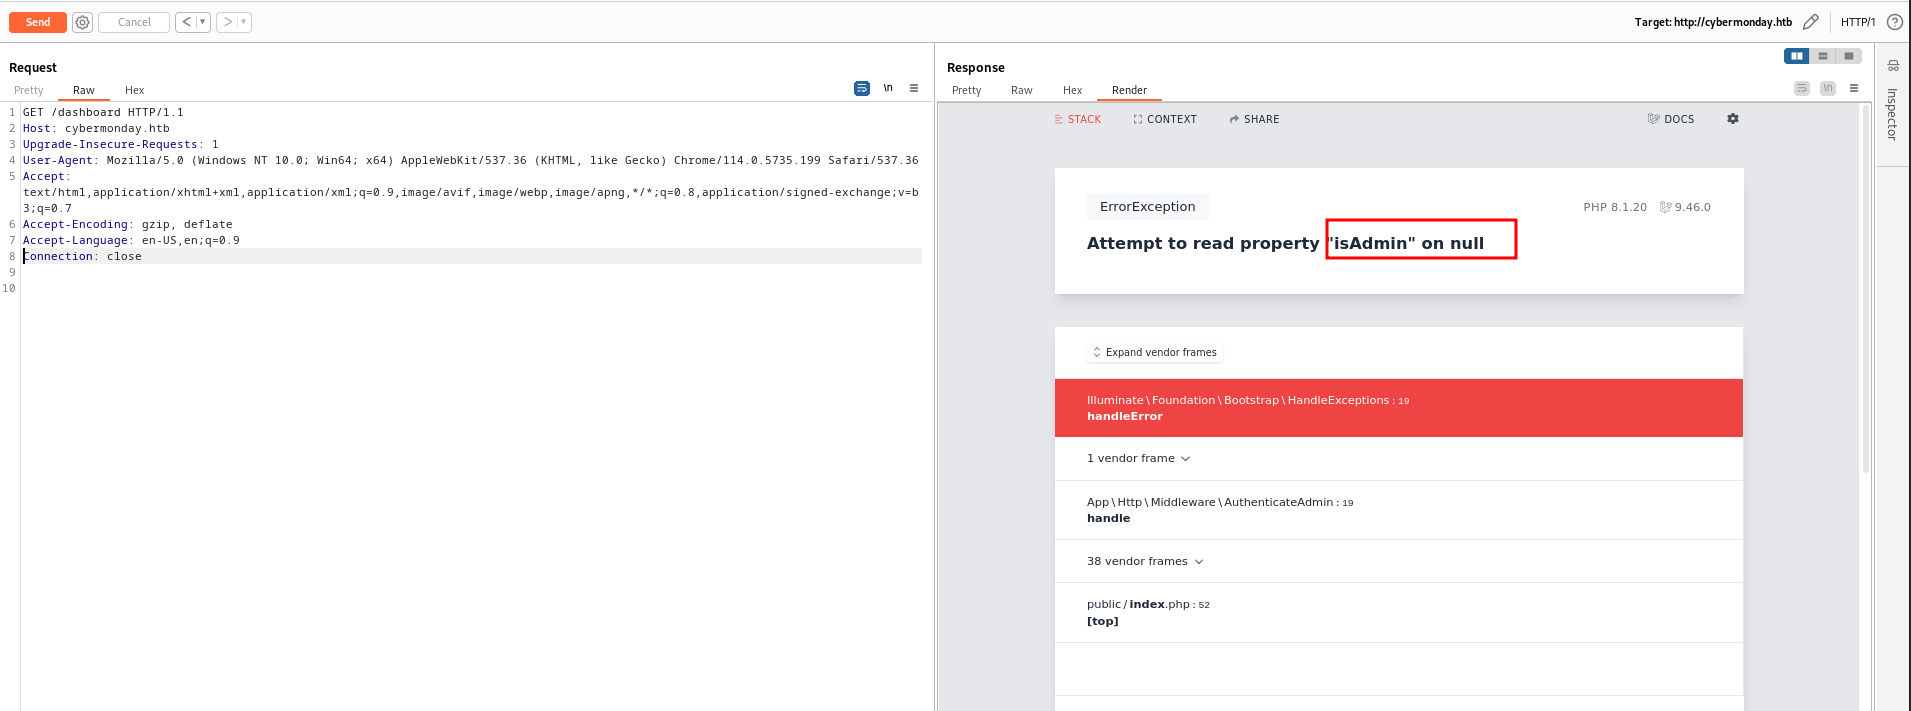 Send
Cancel
< ▼
> ▼
Target: http://cybermonday.htb
HTTP/1
?
Request
Pretty Raw Hex
\n
1 GET /dashboard HTTP/1.1
2 Host: cybermonday.htb
3 Upgrade-Insecure-Requests: 1
4 User-Agent: Mozilla/5.0 (Windows NT 10.0; Win64; x64) AppleWebKit/537.36 (KHTML, like Gecko) Chrome/114.0.5735.199 Safari/537.36
5 Accept:
text/html,application/xhtml+xml,application/xml;q=0.9,image/avif,image/webp,image/apng,*/*;q=0.8,application/signed-exchange;v=b
3;q=0.7
6 Accept-Encoding: gzip, deflate
7 Accept-Language: en-US,en;q=0.9
8 Connection: close
9
10
Response
Pretty Raw Hex Render
\n
STACK CONTEXT SHARE DOCS
ErrorException
PHP 8.1.20 9.46.0
Attempt to read property "isAdmin" on null
Expand vendor frames
Illuminate\Foundation\Bootstrap\HandleExceptions:19
handleError
1 vendor frame
App\Http\Middleware\AuthenticateAdmin:19
handle
38 vendor frames
public/index.php:52
[top]
Inspector